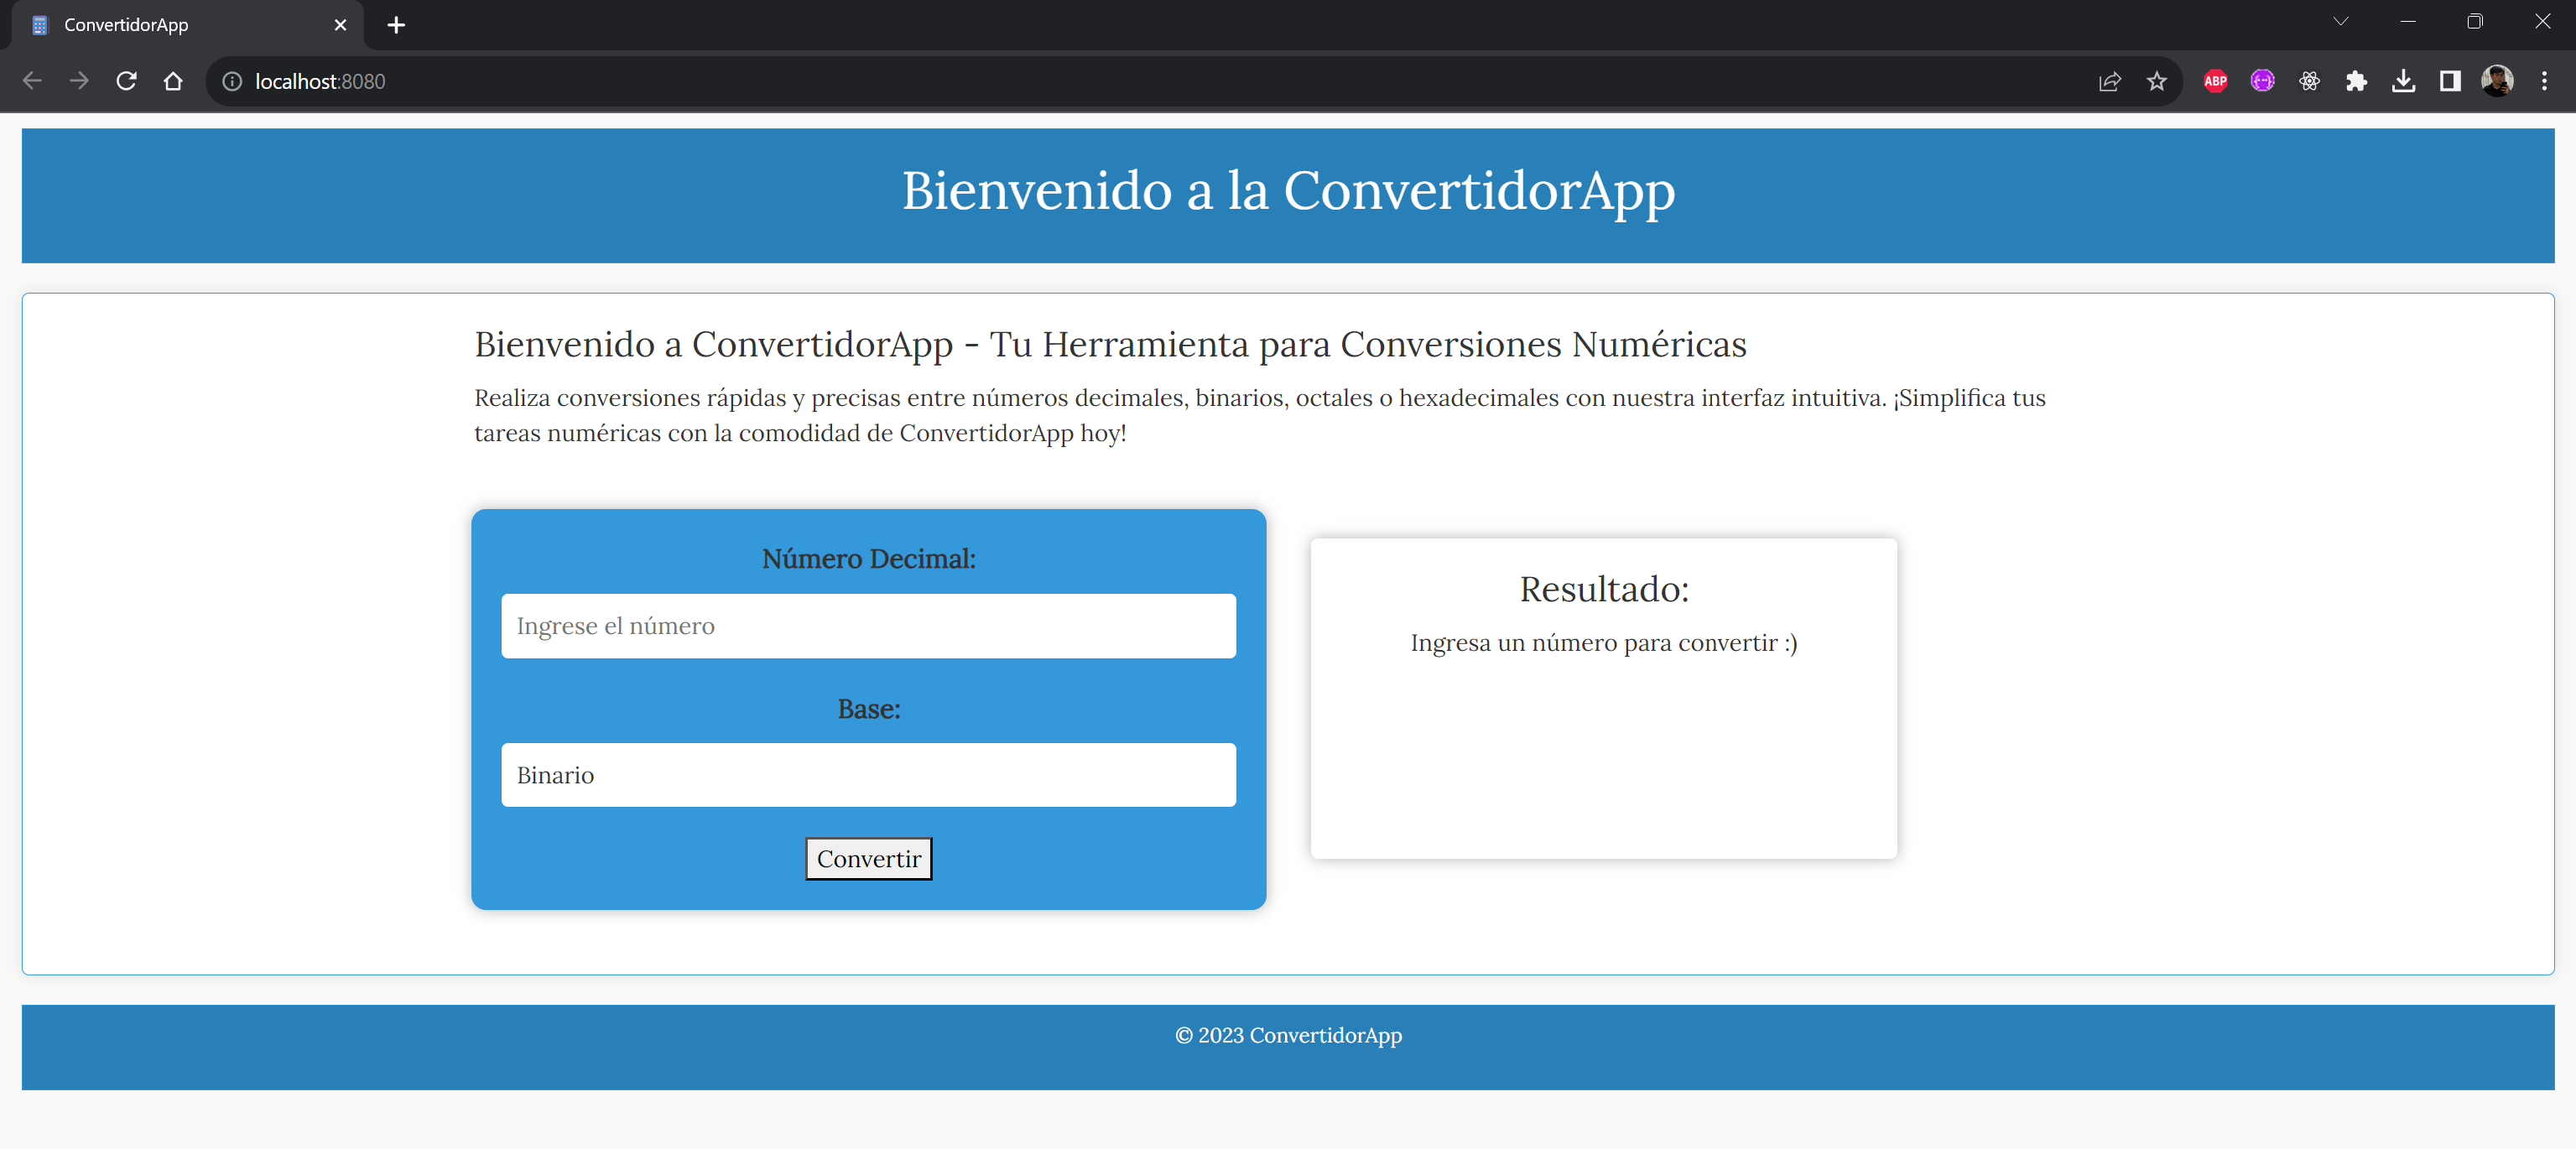 ConvertidorApp
localhost:8080
ABP
Bienvenido a la ConvertidorApp
Bienvenido a ConvertidorApp - Tu Herramienta para Conversiones Numéricas
Realiza conversiones rápidas y precisas entre números decimales, binarios, octales o hexadecimales con nuestra interfaz intuitiva. ¡Simplifica tus
tareas numéricas con la comodidad de ConvertidorApp hoy!
Número Decimal:
Ingrese el número
Base:
Binario
Convertir
Resultado:
Ingresa un número para convertir :)
© 2023 ConvertidorApp